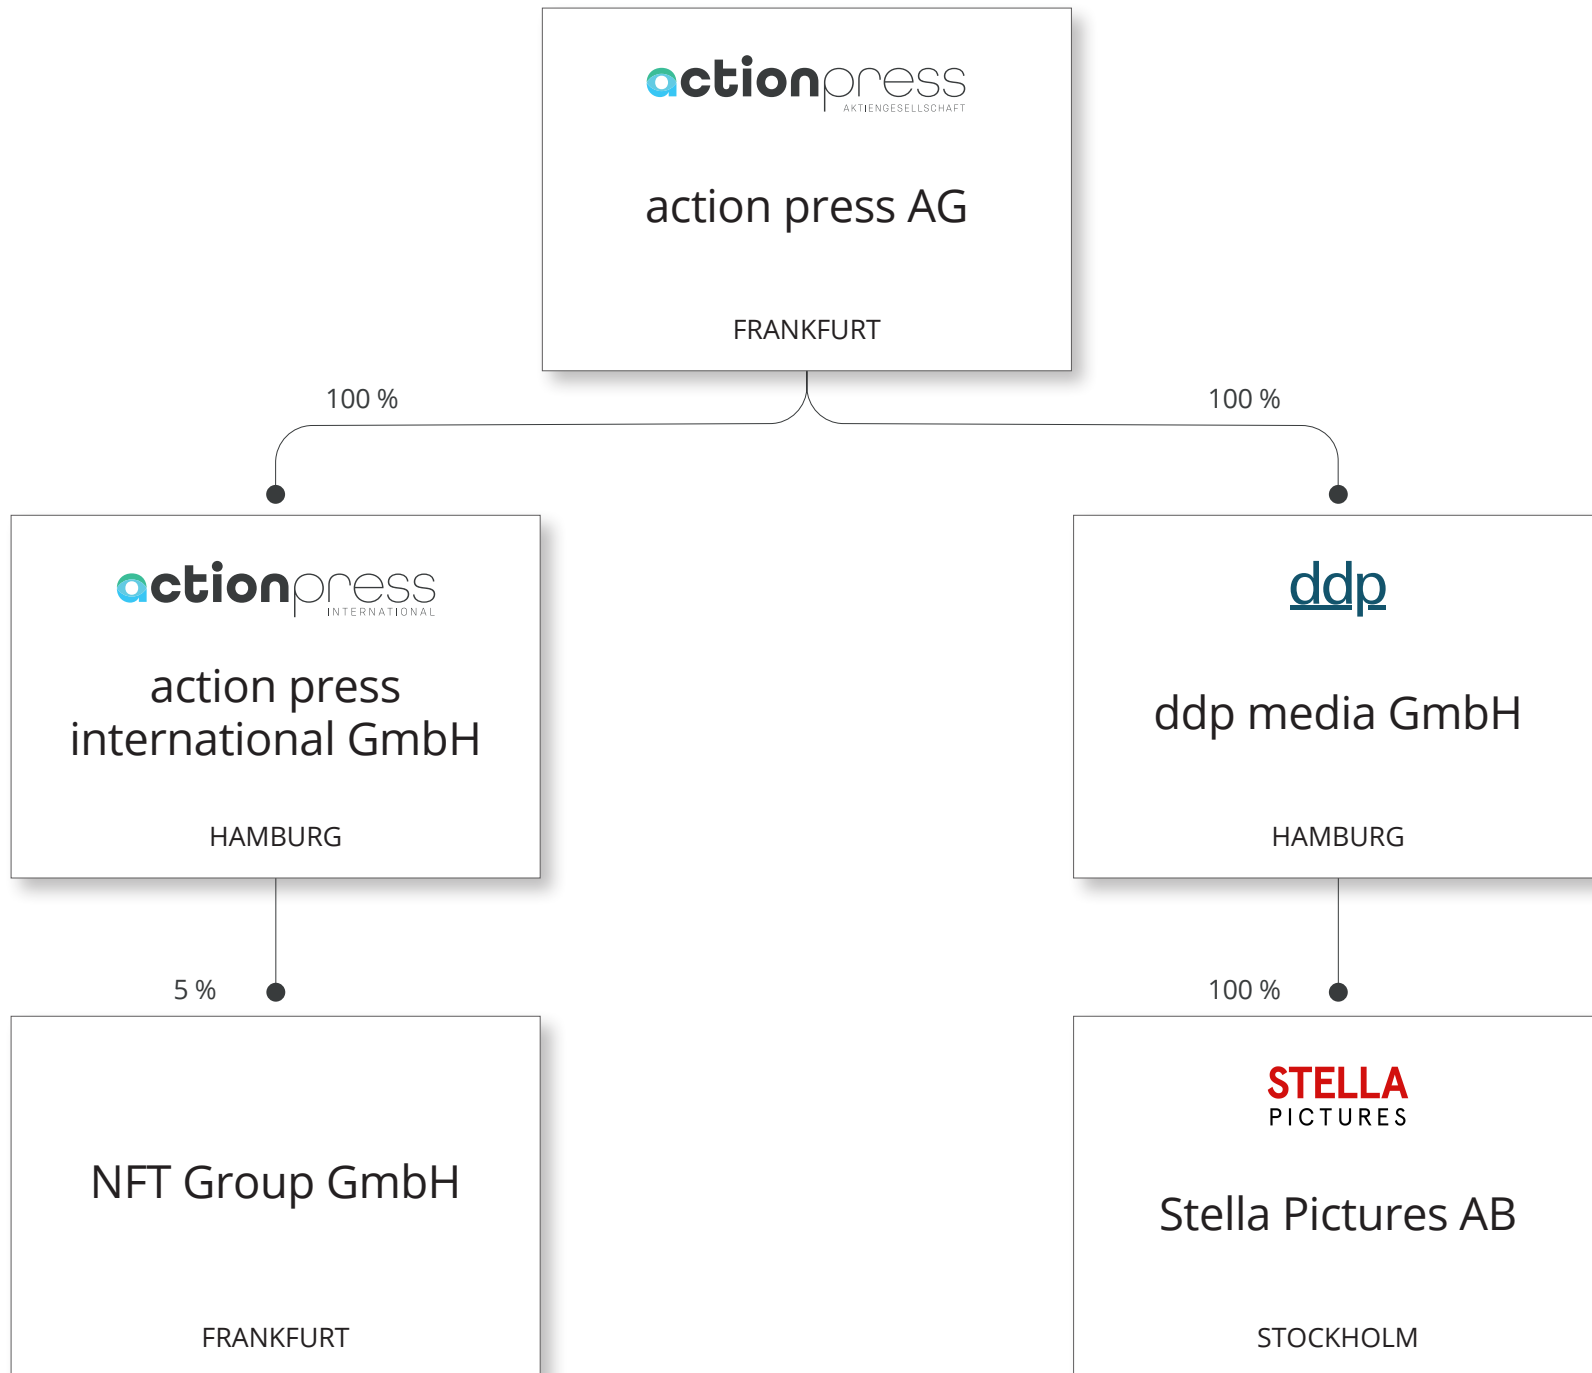 actionpress
AKTIENGESELLSCHAFT
action press AG
FRANKFURT
100 %
100 %
actionpress
INTERNATIONAL
action press
international GmbH
HAMBURG
ddp
ddp media GmbH
HAMBURG
5 %
100 %
NFT Group GmbH
FRANKFURT
STELLA
PICTURES
Stella Pictures AB
STOCKHOLM